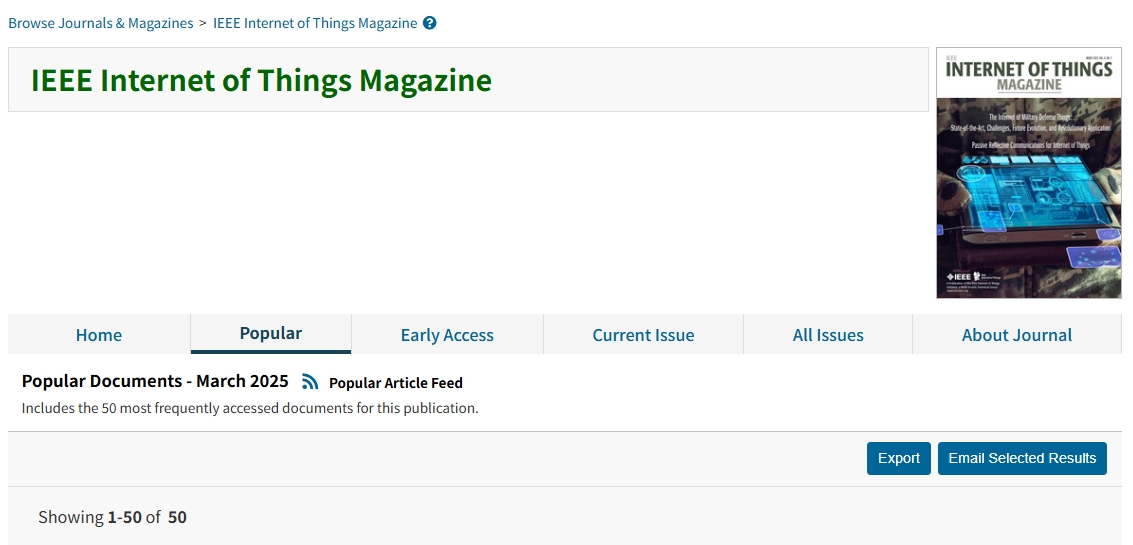 Browse Journals & Magazines > IEEE Internet of Things Magazine ?
IEEE Internet of Things Magazine
INTERNET OF THINGS
MAGAZINE
The Internet of Military Defense Things:
State-of-the-Art, Challenges, Future Evolution, and Revolutionary Application
Passive Reflective Communications for Internet of Things
IEEE
Home
Popular
Early Access
Current Issue
All Issues
About Journal
Popular Documents - March 2025 Popular Article Feed
Includes the 50 most frequently accessed documents for this publication.
Export
Email Selected Results
Showing 1-50 of 50